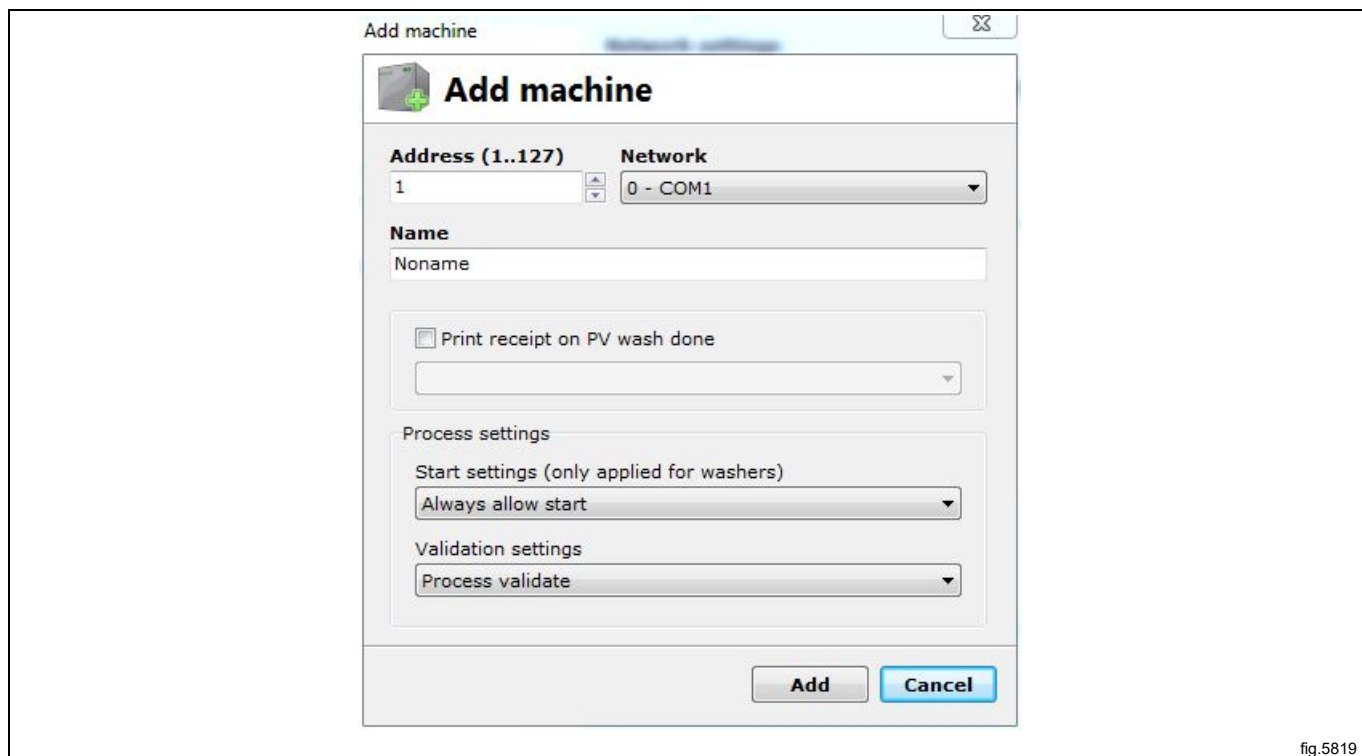 Add machine
Network settings
Add machine
Address (1..127) Network
1 0 - COM1
Name
Noname
Print receipt on PV wash done
Process settings
Start settings (only applied for washers)
Always allow start
Validation settings
Process validate
Add Cancel
fig.5819